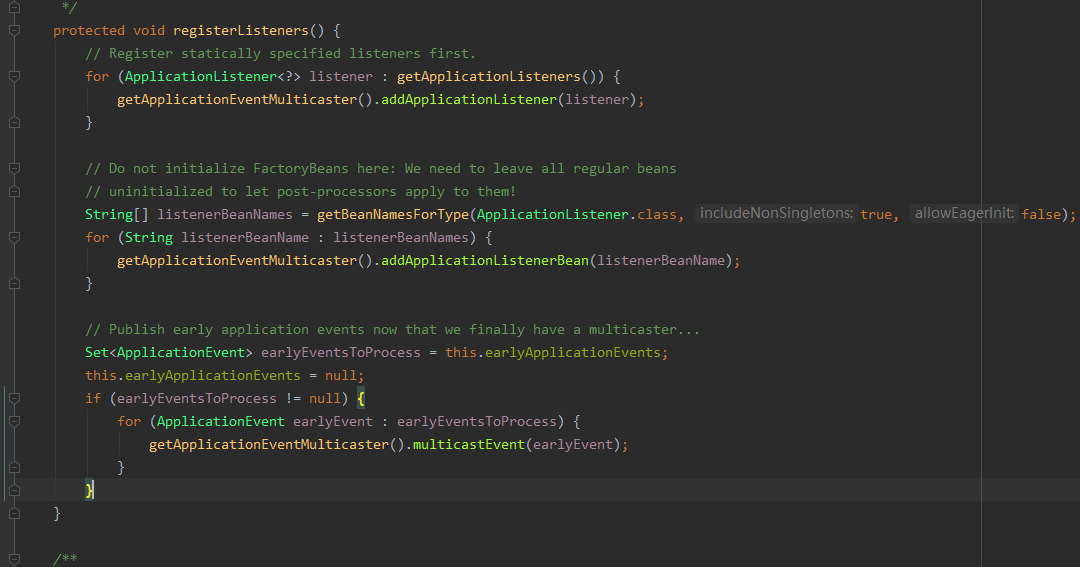 */
protected void registerListeners() {
// Register statically specified listeners first.
for (ApplicationListener<?> listener : getApplicationListeners()) {
getApplicationEventMulticaster().addApplicationListener(listener);
}
// Do not initialize FactoryBeans here: We need to leave all regular beans
// uninitialized to let post-processors apply to them!
String[] listenerBeanNames = getBeanNamesForType(ApplicationListener.class, includeNonSingletons: true, allowEagerInit: false);
for (String listenerBeanName : listenerBeanNames) {
getApplicationEventMulticaster().addApplicationListenerBean(listenerBeanName);
}
// Publish early application events now that we finally have a multicaster...
Set<ApplicationEvent> earlyEventsToProcess = this.earlyApplicationEvents;
this.earlyApplicationEvents = null;
if (earlyEventsToProcess != null) {
for (ApplicationEvent earlyEvent : earlyEventsToProcess) {
getApplicationEventMulticaster().multicastEvent(earlyEvent);
}
}
}
/**